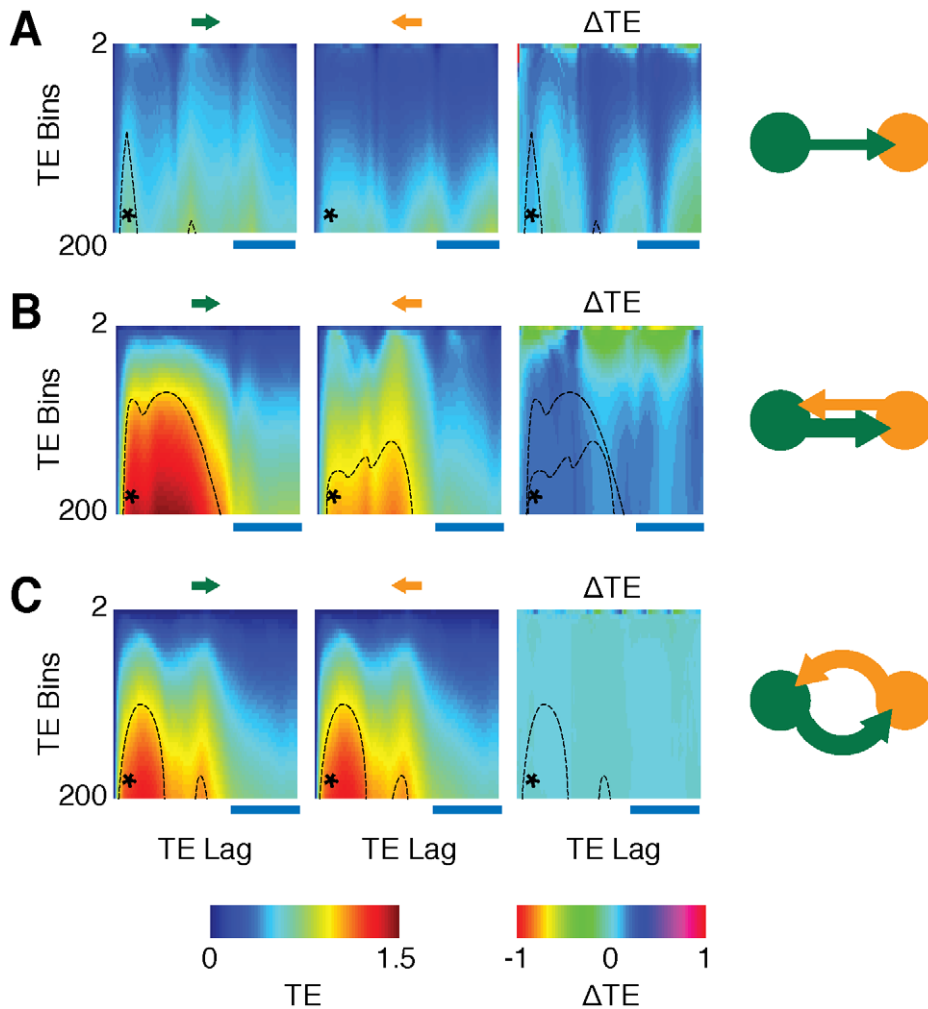 A
ΔTE
2
TE Bins
200
B
ΔTE
2
TE Bins
200
C
ΔTE
2
TE Bins
200
TE Lag TE Lag TE Lag
0 1.5 -1 0 1
TE ΔTE